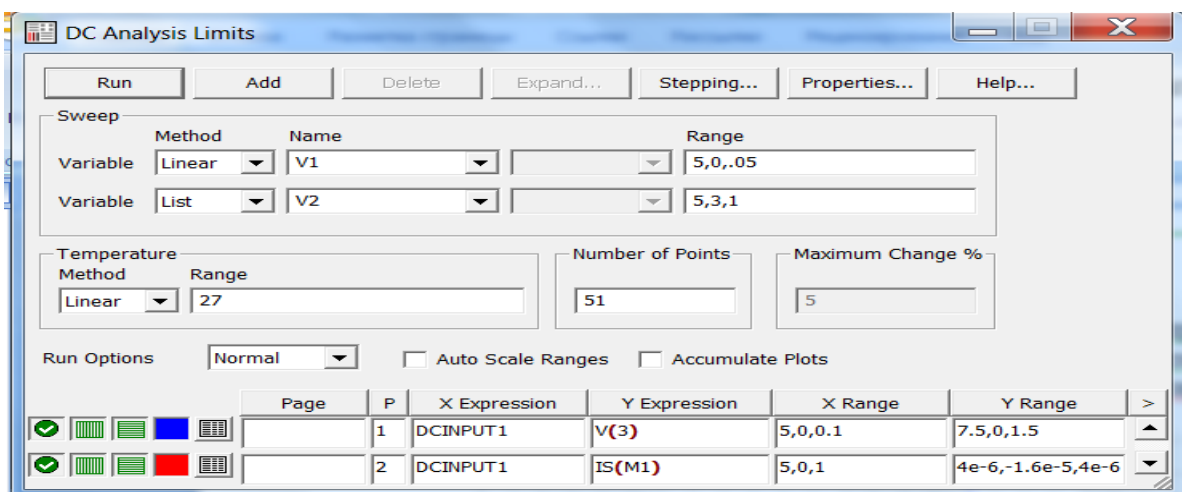 DC Analysis Limits
Run Add Delete Expand... Stepping... Properties... Help...
Sweep
Method Name Range
Variable Linear V1 5,0,.05
Variable List V2 5,3,1
Temperature Number of Points Maximum Change %
Method Range
Linear 27 51 5
Run Options Normal Auto Scale Ranges Accumulate Plots
Page P X Expression Y Expression X Range Y Range >
1 DCINPUT1 V(3) 5,0,0.1 7.5,0,1.5
2 DCINPUT1 IS(M1) 5,0,1 4e-6,-1.6e-5,4e-6